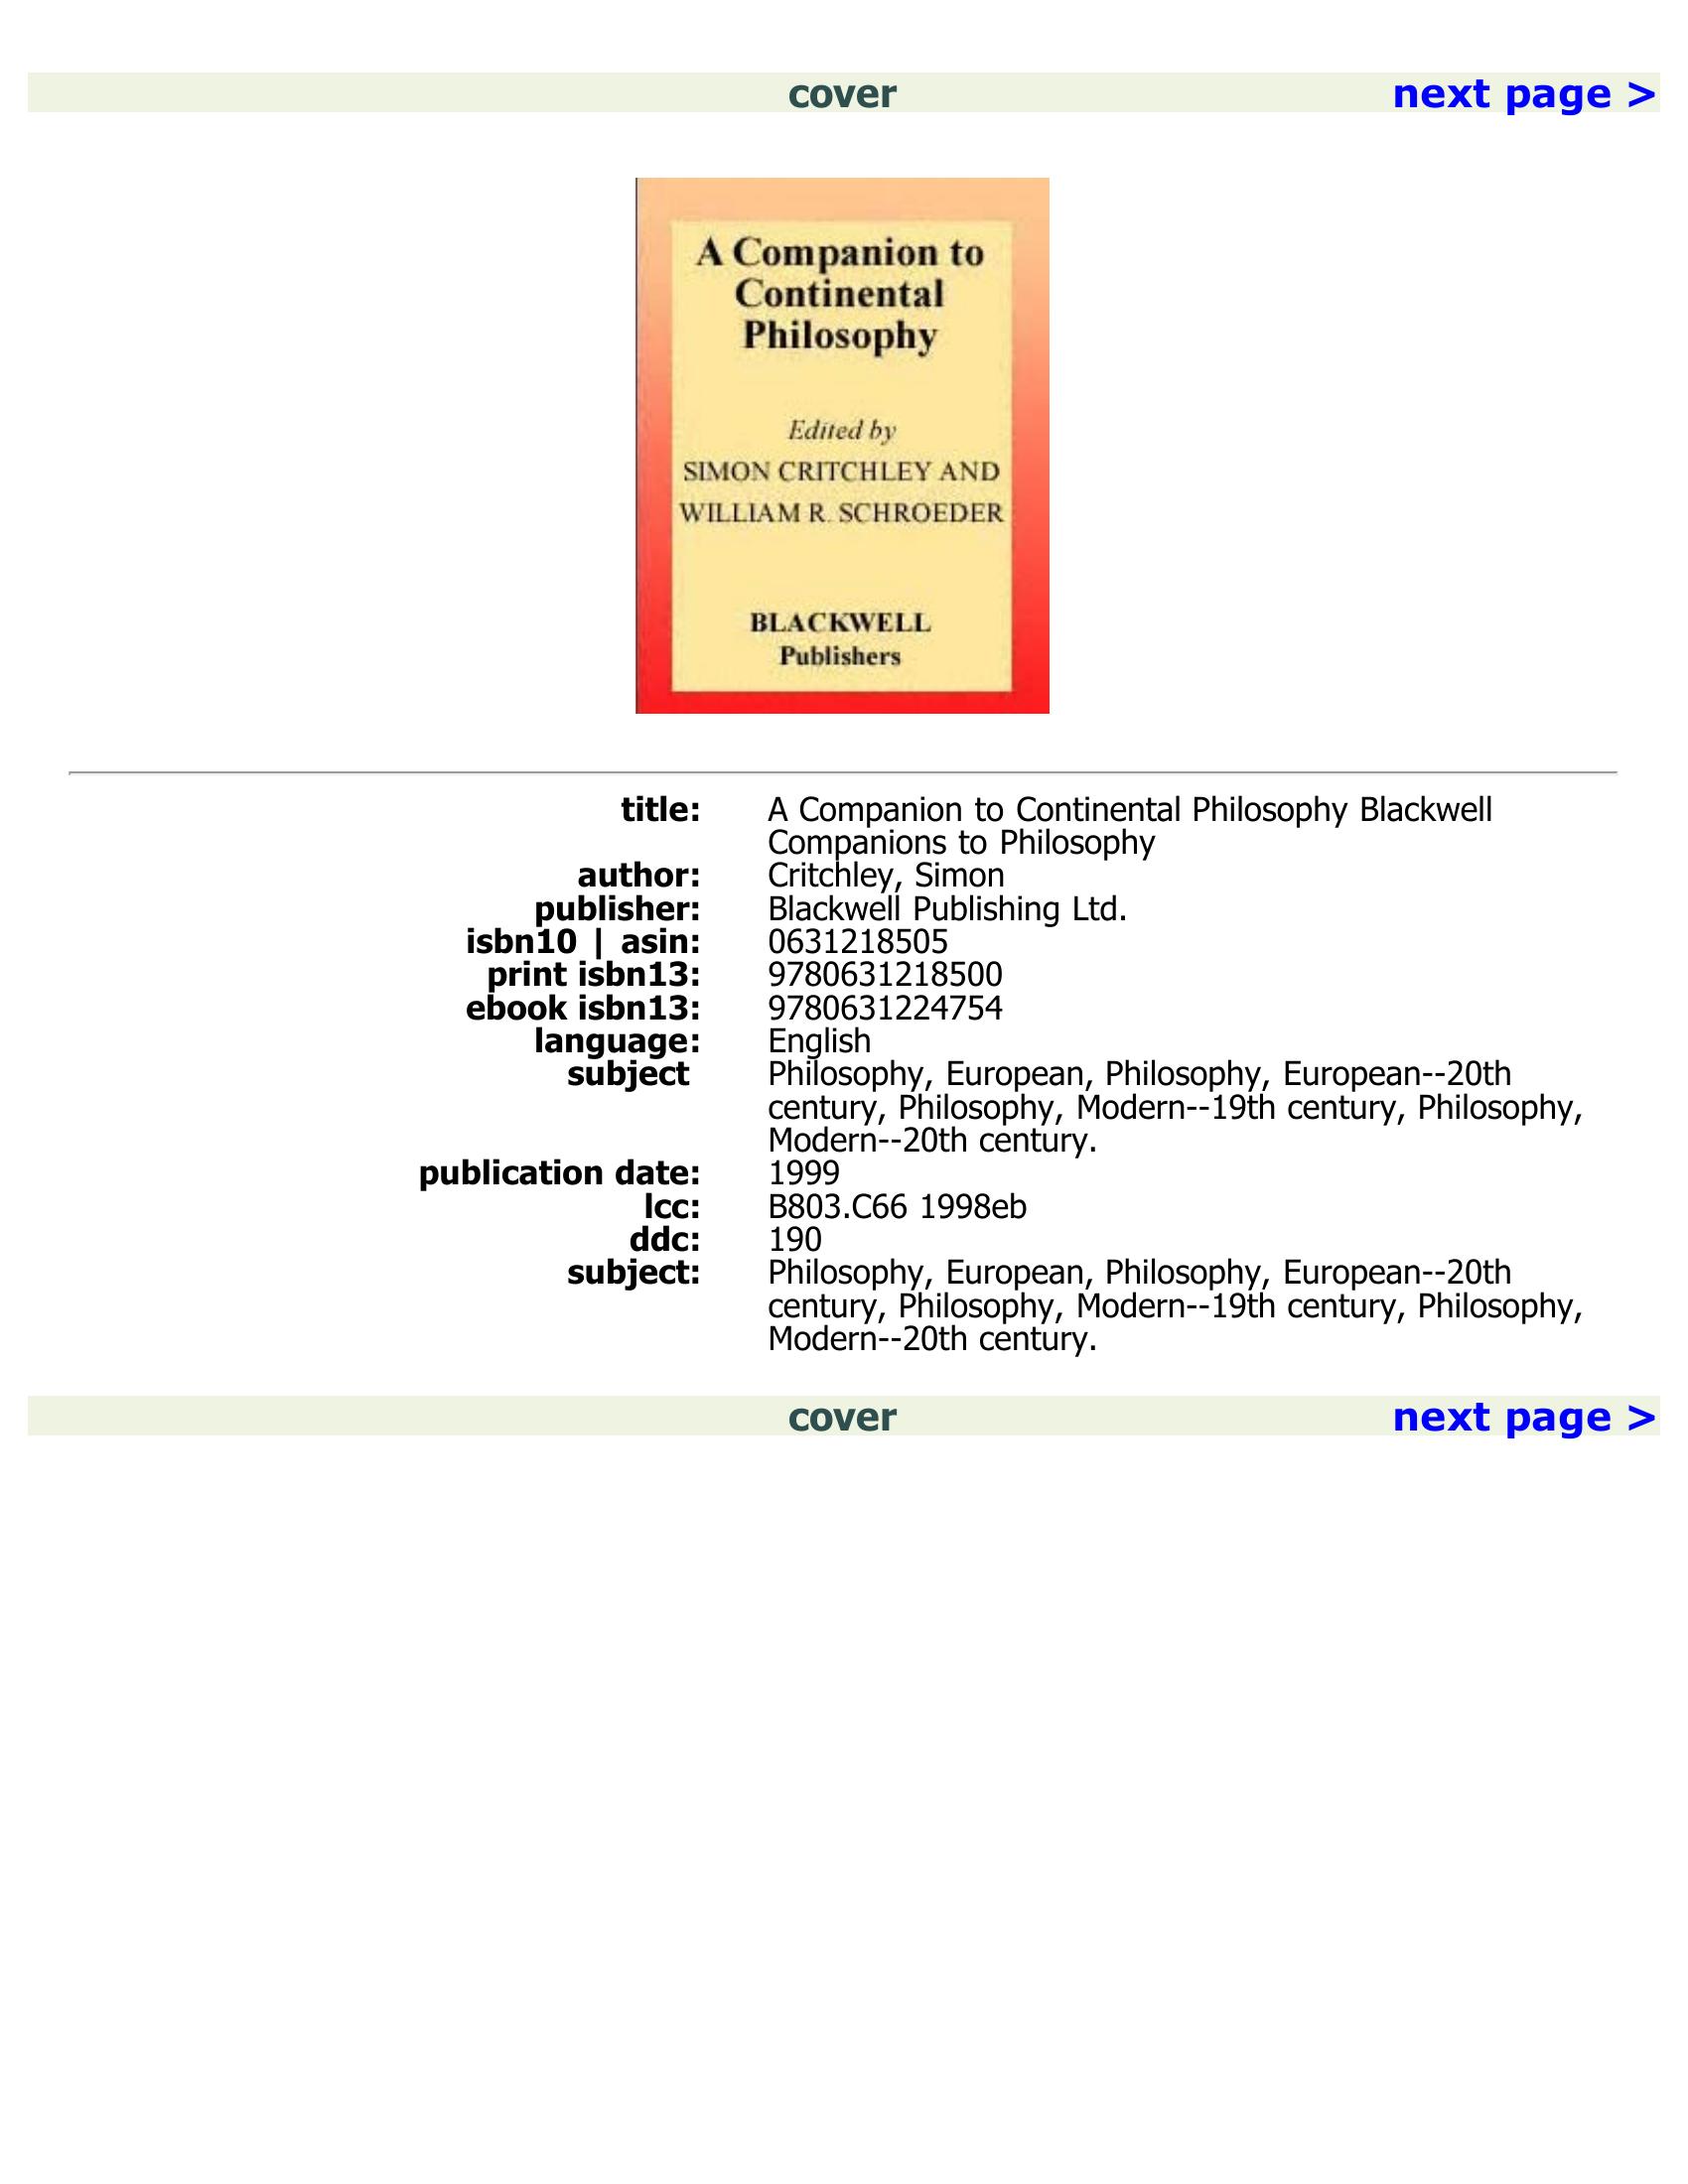 cover next page >
A Companion to
Continental
Philosophy
Edited by
SIMON CRITCHLEY AND
WILLIAM R. SCHROEDER
BLACKWELL
Publishers
title: A Companion to Continental Philosophy Blackwell
Companions to Philosophy
author: Critchley, Simon
publisher: Blackwell Publishing Ltd.
isbn10 | asin: 0631218505
print isbn13: 9780631218500
ebook isbn13: 9780631224754
language: English
subject Philosophy, European, Philosophy, European--20th
century, Philosophy, Modern--19th century, Philosophy,
Modern--20th century.
publication date: 1999
lcc: B803.C66 1998eb
ddc: 190
subject: Philosophy, European, Philosophy, European--20th
century, Philosophy, Modern--19th century, Philosophy,
Modern--20th century.
cover next page >